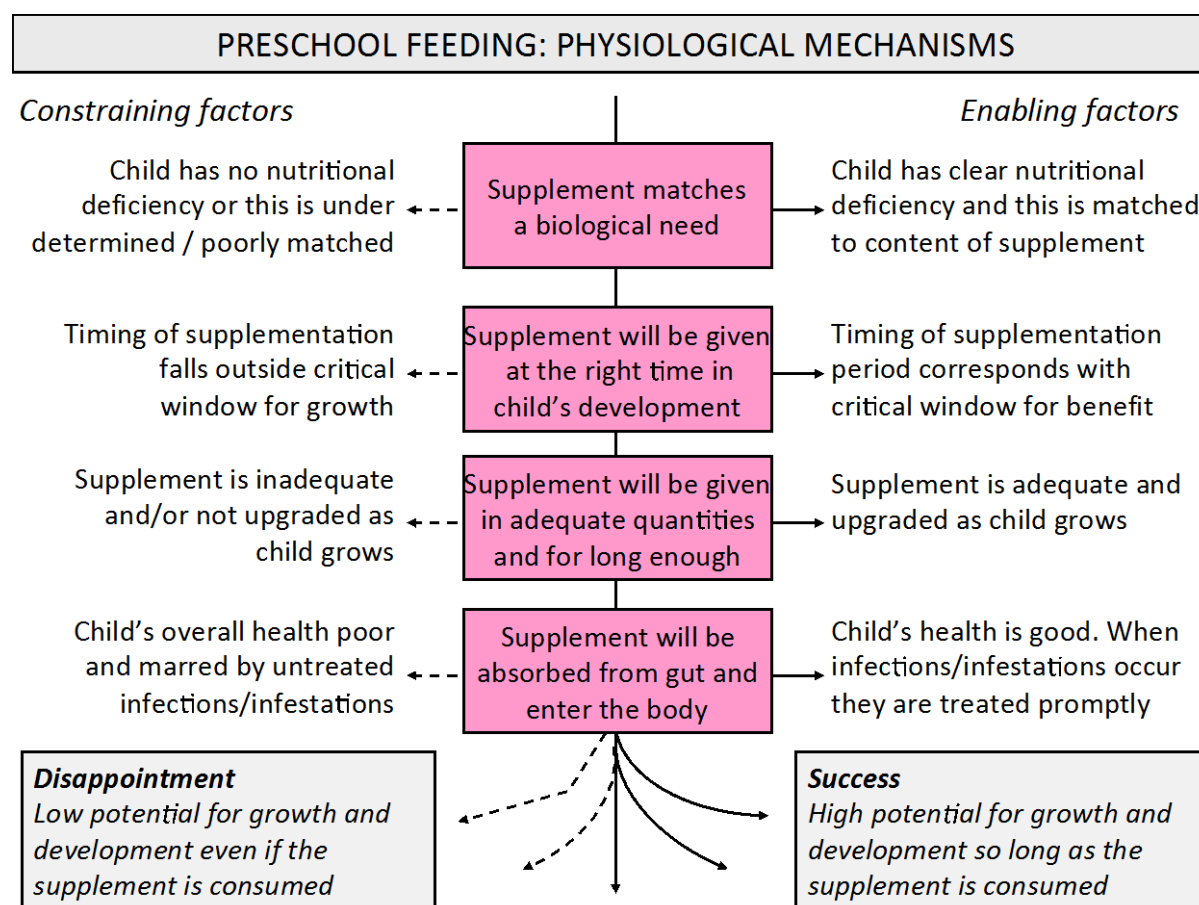 PRESCHOOL FEEDING: PHYSIOLOGICAL MECHANISMS
Constraining factors
Enabling factors
Child has no nutritional
deficiency or this is under
determined / poorly matched
Supplement matches
a biological need
Child has clear nutritional
deficiency and this is matched
to content of supplement
Timing of supplementation
falls outside critical
window for growth
Supplement will be given
at the right time in
child’s development
Timing of supplementation
period corresponds with
critical window for benefit
Supplement is inadequate
and/or not upgraded as
child grows
Supplement will be given
in adequate quantities
and for long enough
Supplement is adequate and
upgraded as child grows
Child’s overall health poor
and marred by untreated
infections/infestations
Supplement will be
absorbed from gut and
enter the body
Child’s health is good. When
infections/infestations occur
they are treated promptly
Disappointment
Low potential for growth and
development even if the
supplement is consumed
Success
High potential for growth and
development so long as the
supplement is consumed